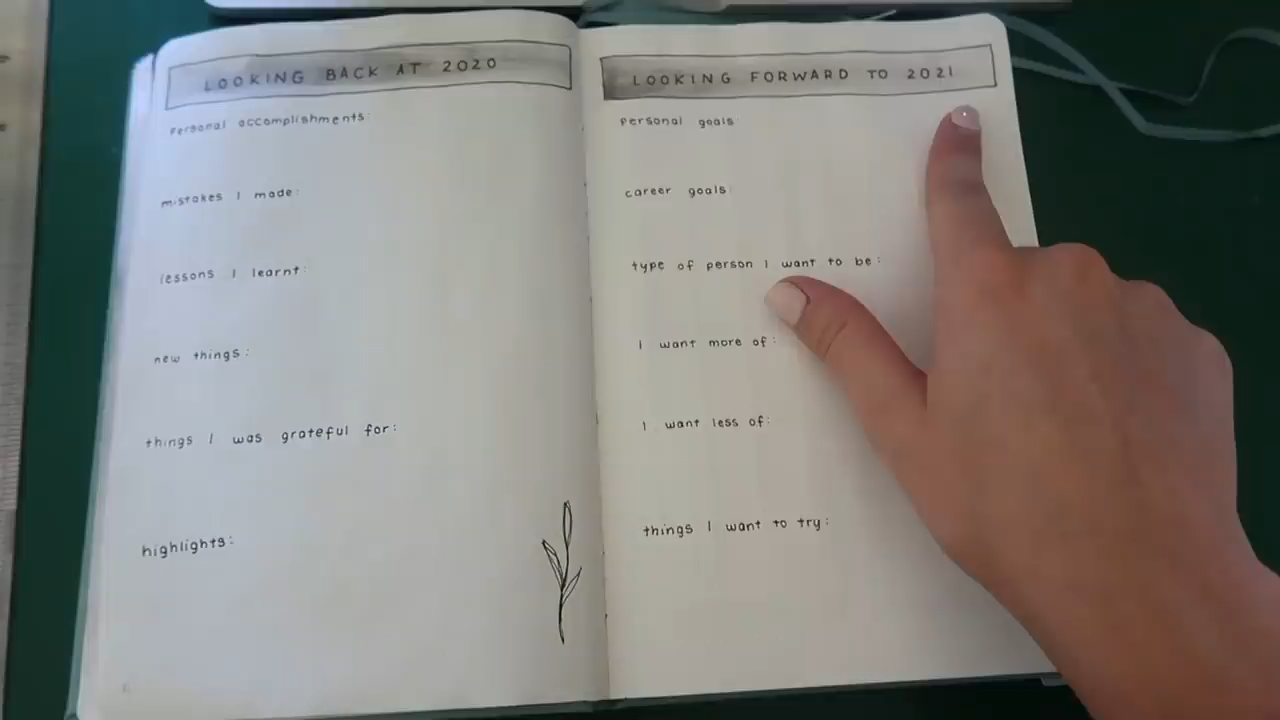 LOOKING BACK AT 2020
Personal accomplishments:
mistakes I made:
lessons I learnt:
new things:
things I was grateful for:
highlights:
LOOKING FORWARD TO 2021
Personal goals:
career goals:
type of person I want to be:
I want more of:
I want less of:
things I want to try: